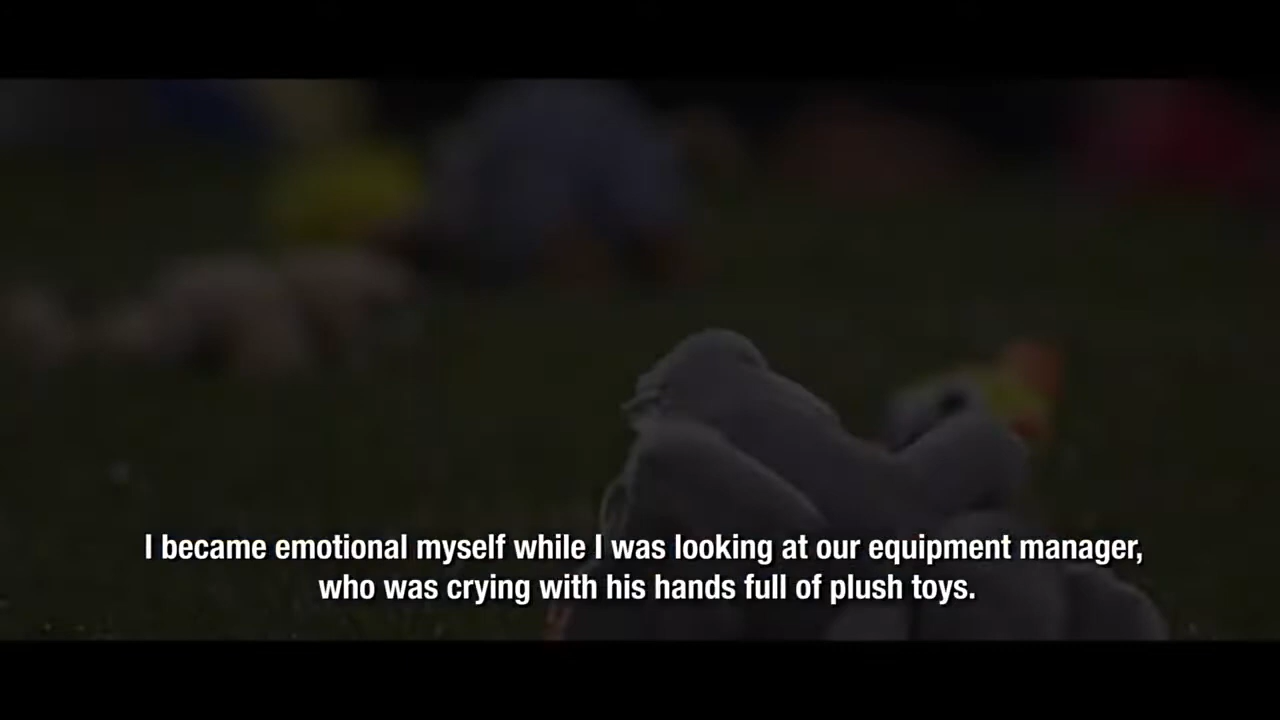 I became emotional myself while I was looking at our equipment manager,
who was crying with his hands full of plush toys.